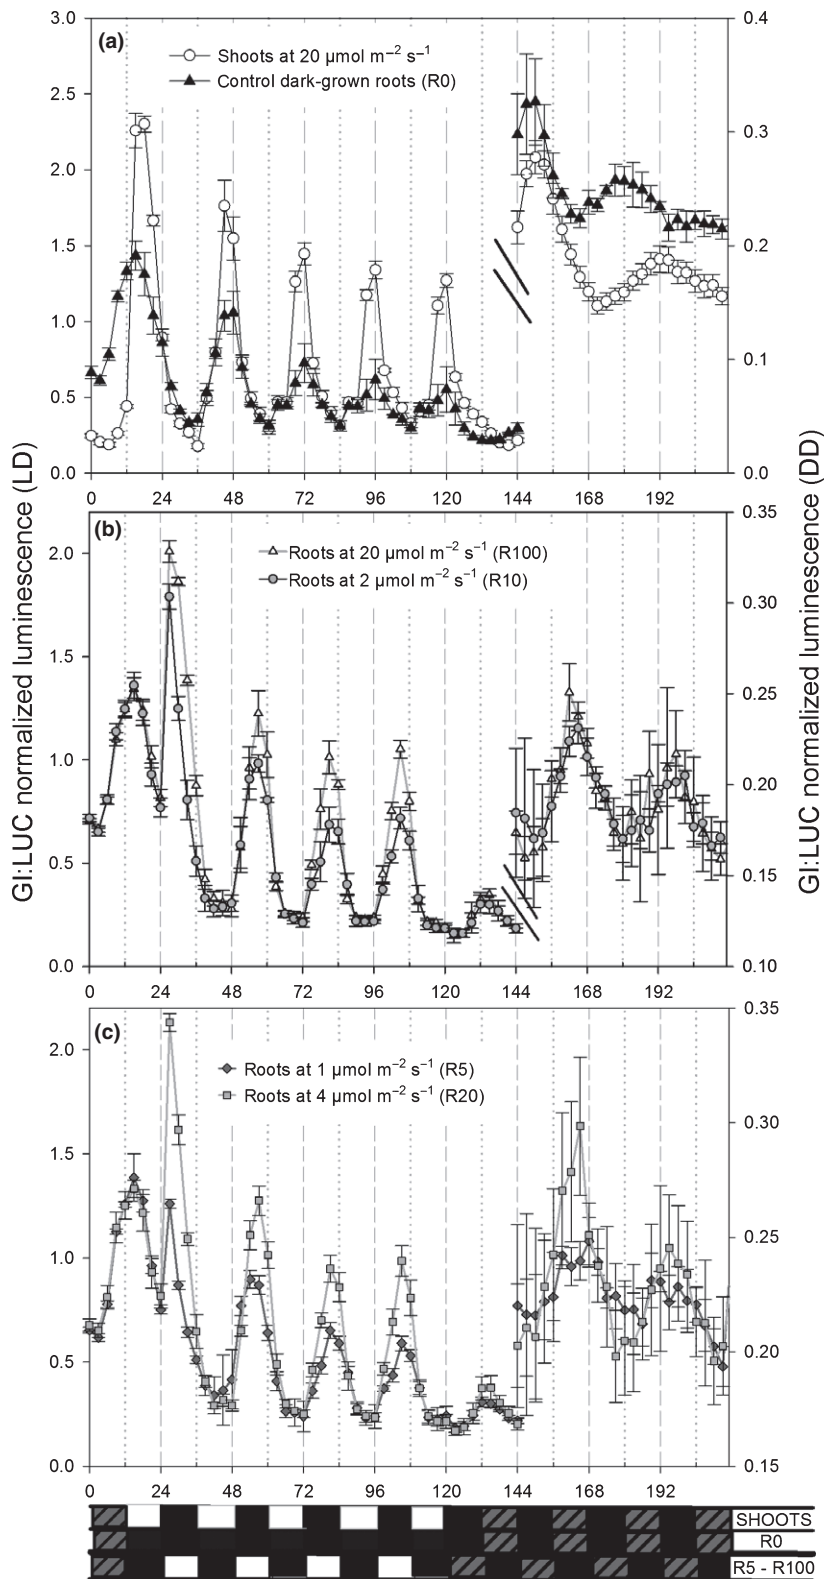 (a)
Shoots at 20 µmol m⁻² s⁻¹
Control dark-grown roots (R0)
3.0
2.5
2.0
1.5
1.0
0.5
0.0
0.4
0.3
0.2
0.1
0.0
0 24 48 72 96 120 144 168 192
GI:LUC normalized luminescence (LD)
GI:LUC normalized luminescence (DD)
(b)
Roots at 20 µmol m⁻² s⁻¹ (R100)
Roots at 2 µmol m⁻² s⁻¹ (R10)
2.0
1.5
1.0
0.5
0.0
0.35
0.30
0.25
0.20
0.15
0.10
0 24 48 72 96 120 144 168 192
(c)
Roots at 1 µmol m⁻² s⁻¹ (R5)
Roots at 4 µmol m⁻² s⁻¹ (R20)
2.0
1.5
1.0
0.5
0.0
0.35
0.30
0.25
0.20
0.15
0 24 48 72 96 120 144 168 192
SHOOTS
R0
R5 - R100